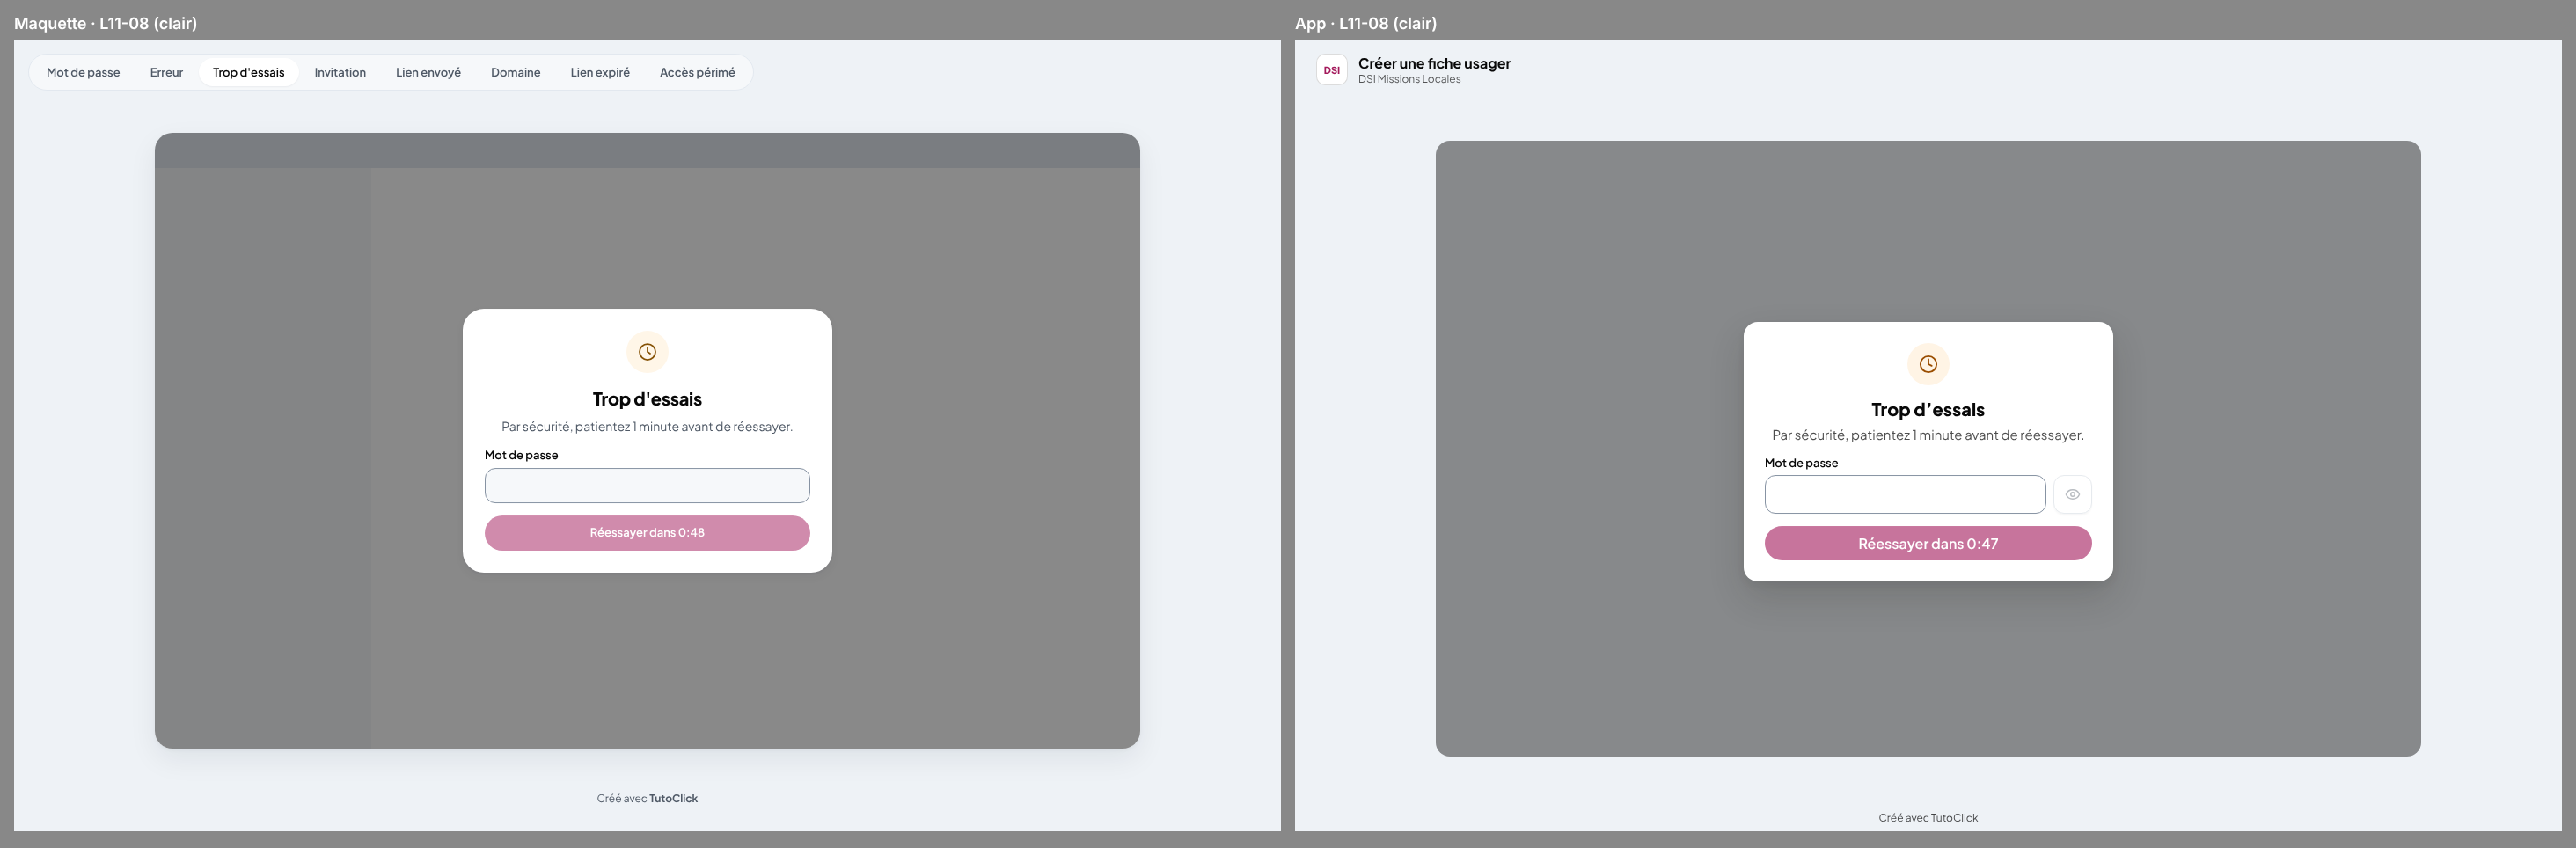 Maquette · L11-08 (clair)
Mot de passe Erreur Trop d'essais Invitation Lien envoyé Domaine Lien expiré Accès périmé
Trop d'essais
Par sécurité, patientez 1 minute avant de réessayer.
Mot de passe
Réessayer dans 0:48
Créé avec TutoClick
App · L11-08 (clair)
DSI
Créer une fiche usager
DSI Missions Locales
Trop d’essais
Par sécurité, patientez 1 minute avant de réessayer.
Mot de passe
Réessayer dans 0:47
Créé avec TutoClick